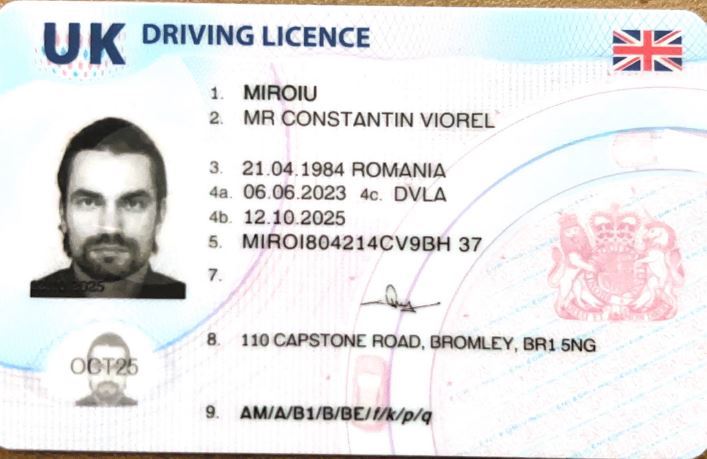 UK DRIVING LICENCE
1. MIROIU
2. MR CONSTANTIN VIOREL
3. 21.04.1984 ROMANIA
4a. 06.06.2023 4c. DVLA
4b. 12.10.2025
5. MIROI804214CV9BH 37
7.
8. 110 CAPSTONE ROAD, BROMLEY, BR1 5NG
OCT25
9. AM/A/B1/B/BE/f/k/p/q